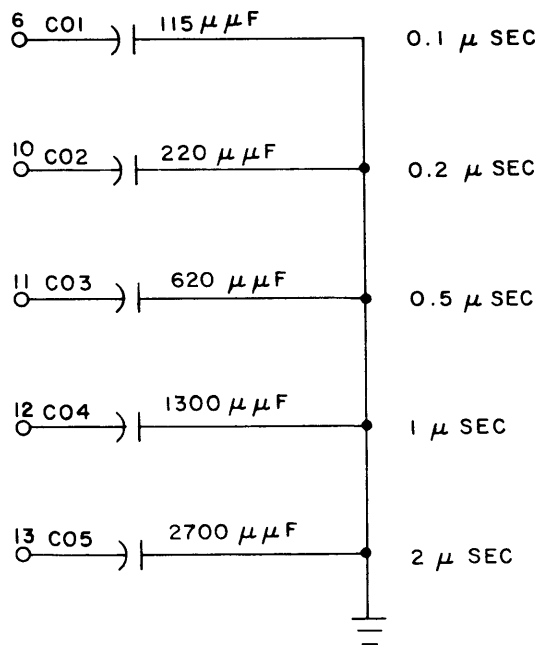 6 C01 115 μμF 0.1 μ SEC
10 C02 220 μμF 0.2 μ SEC
11 C03 620 μμF 0.5 μ SEC
12 C04 1300 μμF 1 μ SEC
13 C05 2700 μμF 2 μ SEC